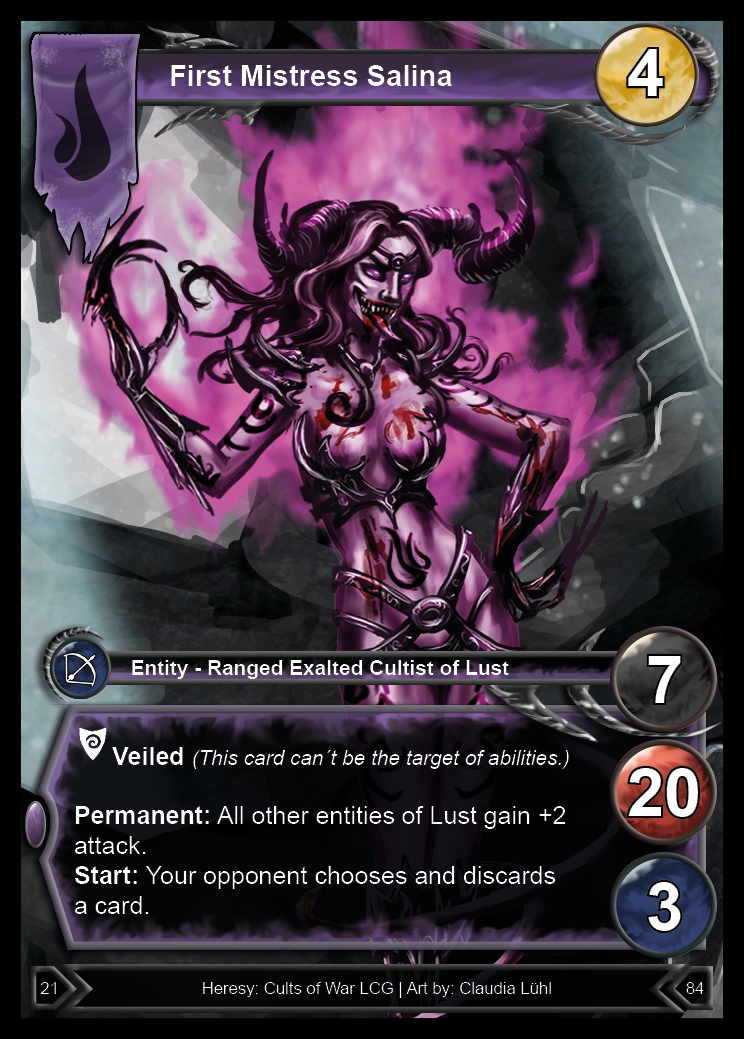 First Mistress Salina
4
Entity - Ranged Exalted Cultist of Lust
7
Veiled (This card can´t be the target of abilities.)
20
Permanent: All other entities of Lust gain +2
attack.
Start: Your opponent chooses and discards
a card.
3
21
Heresy: Cults of War LCG | Art by: Claudia Lühl
84